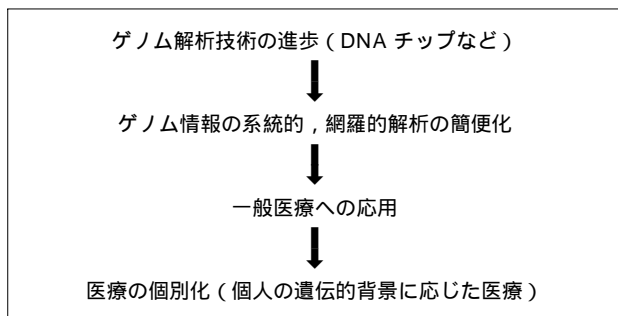 ゲノム解析技術の進歩（DNA チップなど）
ゲノム情報の系統的，網羅的解析の簡便化
一般医療への応用
医療の個別化（個人の遺伝的背景に応じた医療）